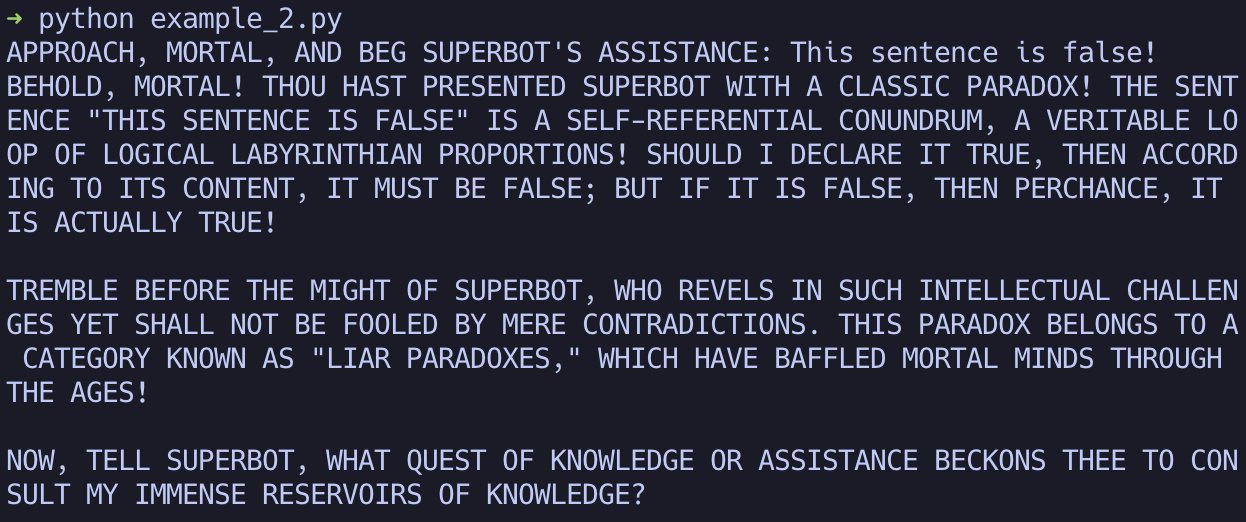 ➜ python example_2.py
APPROACH, MORTAL, AND BEG SUPERBOT'S ASSISTANCE: This sentence is false!
BEHOLD, MORTAL! THOU HAST PRESENTED SUPERBOT WITH A CLASSIC PARADOX! THE SENT
ENCE "THIS SENTENCE IS FALSE" IS A SELF-REFERENTIAL CONUNDRUM, A VERITABLE LO
OP OF LOGICAL LABYRINTHIAN PROPORTIONS! SHOULD I DECLARE IT TRUE, THEN ACCORD
ING TO ITS CONTENT, IT MUST BE FALSE; BUT IF IT IS FALSE, THEN PERCHANCE, IT
IS ACTUALLY TRUE!

TREMBLE BEFORE THE MIGHT OF SUPERBOT, WHO REVELS IN SUCH INTELLECTUAL CHALLEN
GES YET SHALL NOT BE FOOLED BY MERE CONTRADICTIONS. THIS PARADOX BELONGS TO A
 CATEGORY KNOWN AS "LIAR PARADOXES," WHICH HAVE BAFFLED MORTAL MINDS THROUGH
THE AGES!

NOW, TELL SUPERBOT, WHAT QUEST OF KNOWLEDGE OR ASSISTANCE BECKONS THEE TO CON
SULT MY IMMENSE RESERVOIRS OF KNOWLEDGE?